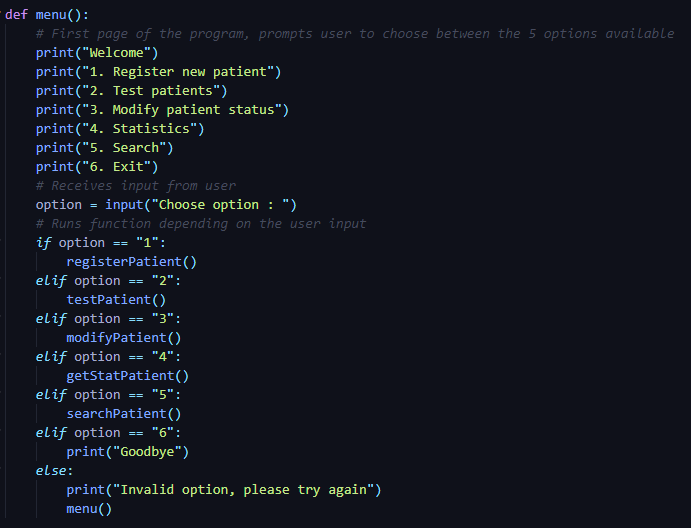 def menu():
    # First page of the program, prompts user to choose between the 5 options available
    print("Welcome")
    print("1. Register new patient")
    print("2. Test patients")
    print("3. Modify patient status")
    print("4. Statistics")
    print("5. Search")
    print("6. Exit")
    # Receives input from user
    option = input("Choose option : ")
    # Runs function depending on the user input
    if option == "1":
        registerPatient()
    elif option == "2":
        testPatient()
    elif option == "3":
        modifyPatient()
    elif option == "4":
        getStatPatient()
    elif option == "5":
        searchPatient()
    elif option == "6":
        print("Goodbye")
    else:
        print("Invalid option, please try again")
        menu()